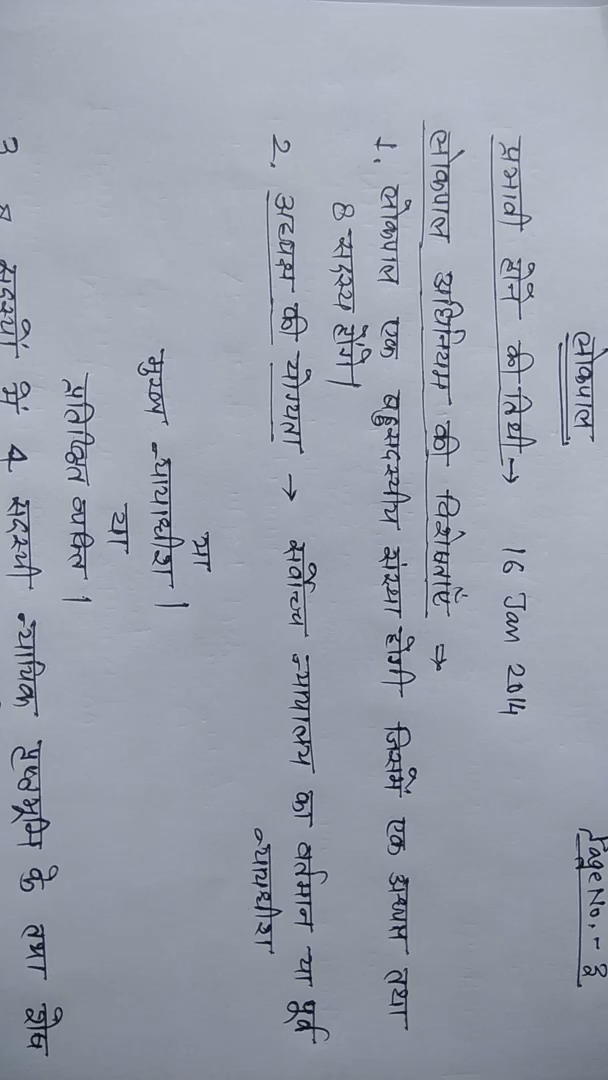 Page No. - 3
लोकपाल
प्रभावी होने की तिथी → 16 Jan 2014
लोकपाल अधिनियम की विशेषताएँ →
1. लोकपाल एक बहुसदस्यीय संस्था होगी जिसमें एक अध्यक्ष तथा
8 सदस्य होंगे।
2. अध्यक्ष की योग्यता → सर्वोच्च न्यायालय का वर्तमान या पूर्व
न्यायधीश
या
मुख्य न्यायाधीश।
या
प्रतिष्ठित व्यक्ति।
3 8 सदस्यों में 4 सदस्यी न्यायिक पृष्ठभूमि के तथा शेष